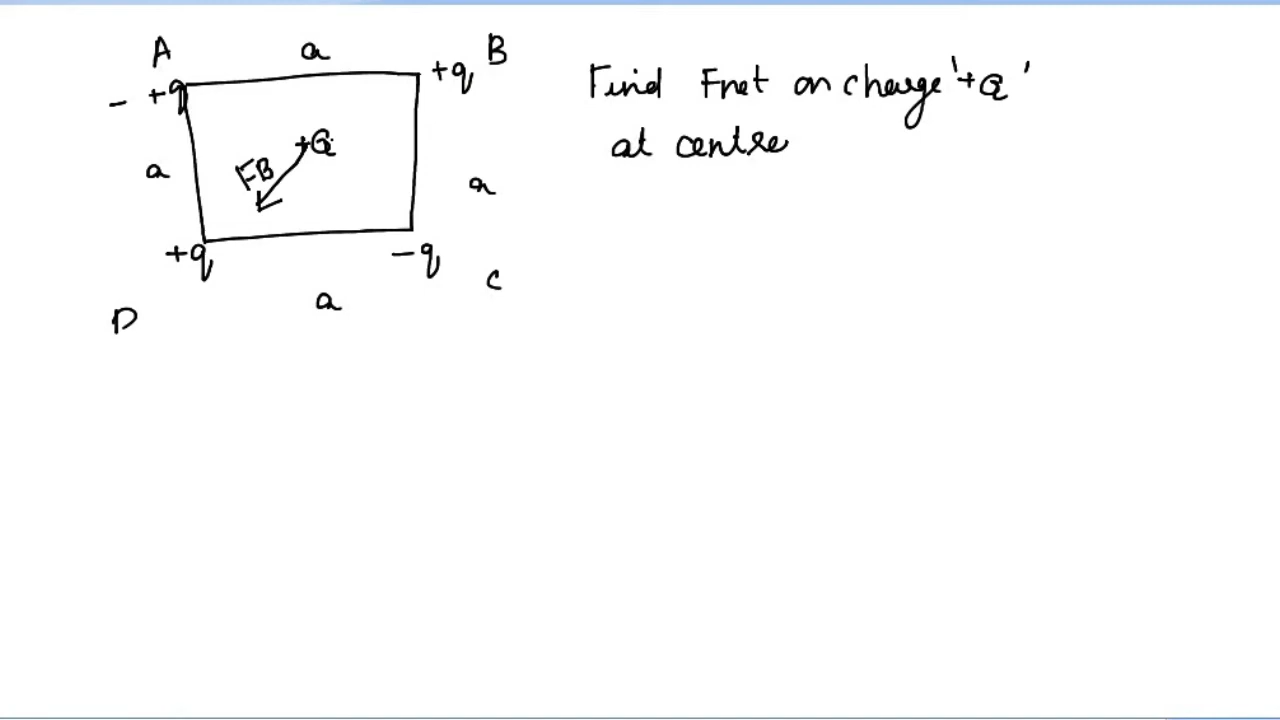 A a B
- +q +q
Find Fnet on charge '+Q'
at centre
+Q
FB
a a
+q -q
C
a
D